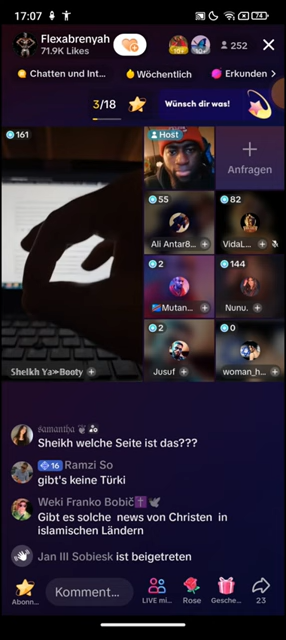 17:07
74
Flexabrenyah
71.9K Likes
252
Chatten und Int...
Wöchentlich
Erkunden
3/18
Wünsch dir was!
161
Host
Anfragen
55
82
Ali Antar8...
VidaL...
2
144
Mutan...
Nunu.
2
0
Sheikh Ya≫Booty
Jusuf
woman_h...
samantha
Sheikh welche Seite ist das???
16 Ramzi So
gibt's keine Türki
Weki Franko Bobič
Gibt es solche news von Christen in
islamischen Ländern
Jan III Sobiesk ist beigetreten
Komment...
Abonn...
LIVE mi...
Rose
Gesche...
23